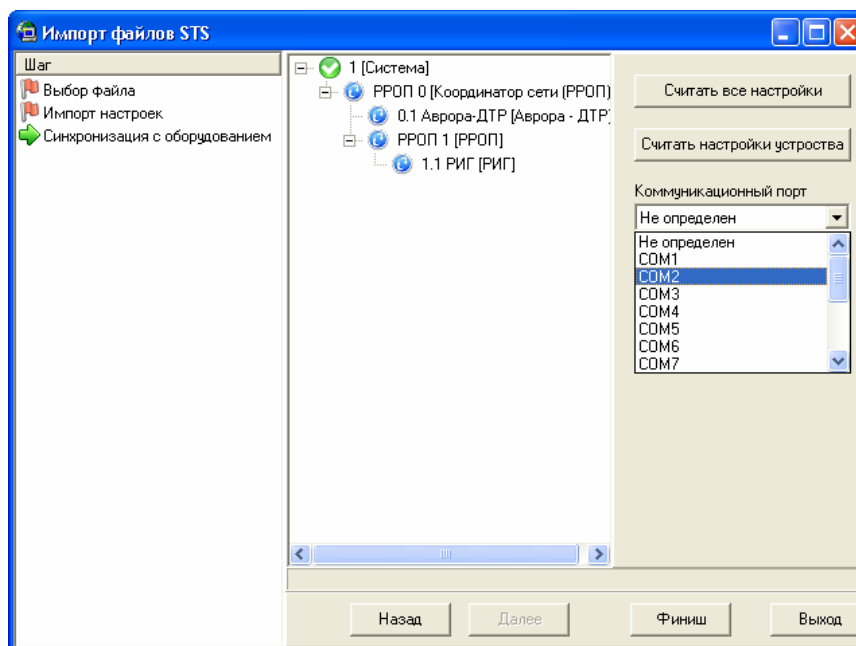 Импорт файлов STS
Шаг
Выбор файла
Импорт настроек
Синхронизация с оборудованием
1 [Система]
РРОП 0 [Координатор сети (РРОП)
0.1 Аврора-ДТР [Аврора - ДТР]
РРОП 1 [РРОП]
1.1 РИГ [РИГ]
Считать все настройки
Считать настройки устроства
Коммуникационный порт
Не определен
Не определен
COM1
COM2
COM3
COM4
COM5
COM6
COM7
Назад
Далее
Финиш
Выход